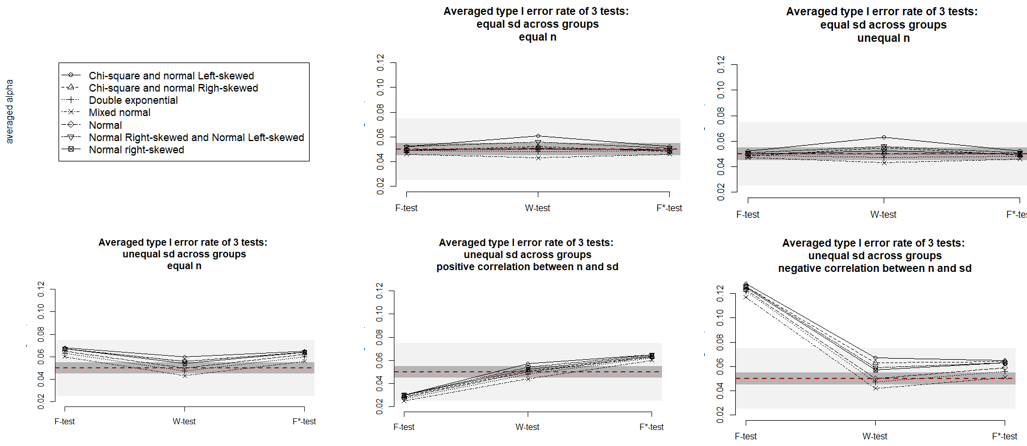 averaged alpha
Chi-square and normal Left-skewed
Chi-square and normal Righ-skewed
Double exponential
Mixed normal
Normal
Normal Right-skewed and Normal Left-skewed
Normal right-skewed
Averaged type I error rate of 3 tests:
equal sd across groups
equal n
0.12
0.10
0.08
0.06
0.04
0.02
F-test
W-test
F*-test
Averaged type I error rate of 3 tests:
equal sd across groups
unequal n
0.12
0.10
0.08
0.06
0.04
0.02
F-test
W-test
F*-test
Averaged type I error rate of 3 tests:
unequal sd across groups
equal n
0.12
0.10
0.08
0.06
0.04
0.02
F-test
W-test
F*-test
Averaged type I error rate of 3 tests:
unequal sd across groups
positive correlation between n and sd
0.12
0.10
0.08
0.06
0.04
0.02
F-test
W-test
F*-test
Averaged type I error rate of 3 tests:
unequal sd across groups
negative correlation between n and sd
0.12
0.10
0.08
0.06
0.04
0.02
F-test
W-test
F*-test